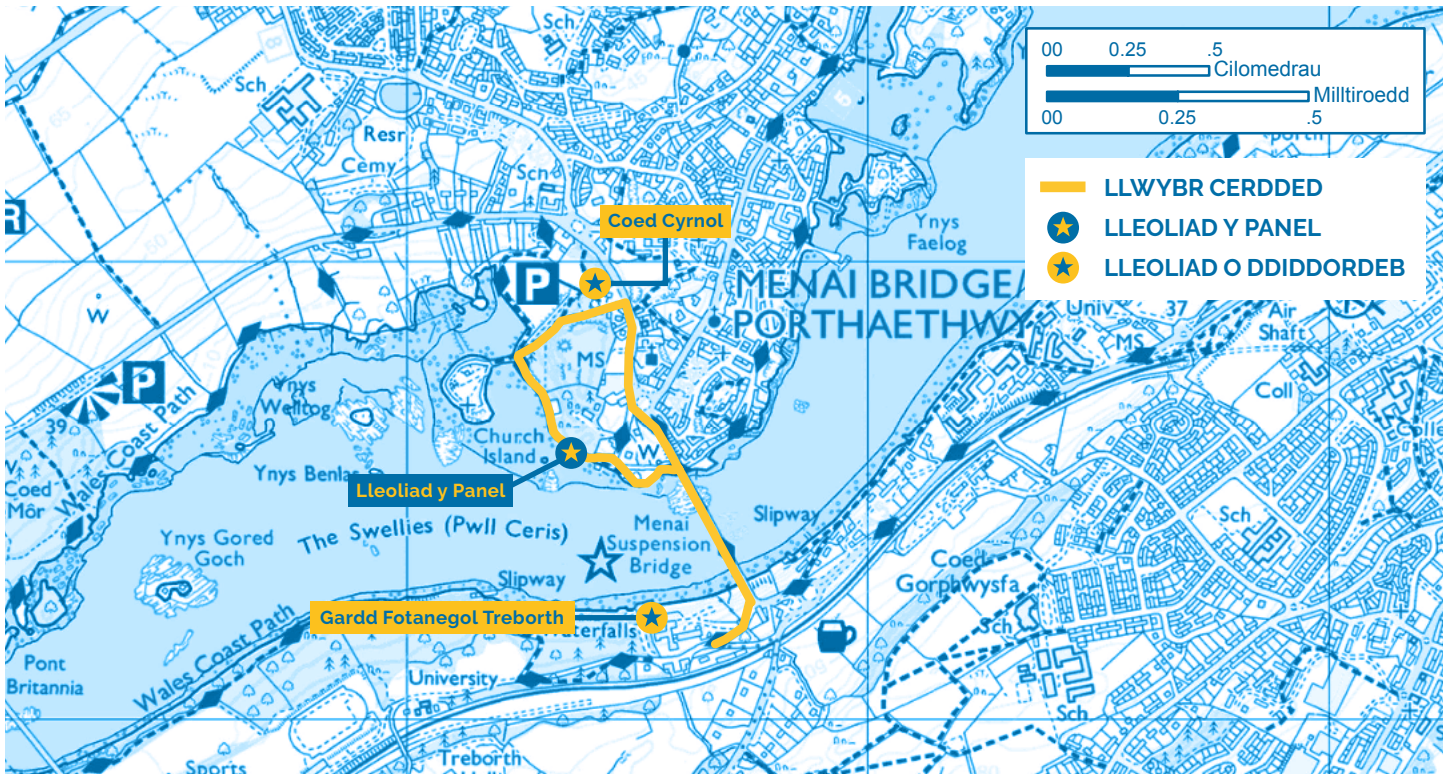 00 0.25 .5
Cilomedrau
Milltiroedd
00 0.25 .5
LLWYBR CERDDED
LLEOLIAD Y PANEL
LLEOLIAD O DDIDDORDEB
Sch
Sch
Resr
Cemy
Sch
Coed Cyrnol
Ynys
Faelog
P
MENAI BRIDGE
PORTHAETHWY
Univ
37
Air
Shaft
MS
MS
W
P
Coll
Ynys
Welltog
39
Wales Coast Path
Church
Island
W
Ynys Benlas
Lleoliad y Panel
Coed
Môr
The Swellies (Pwll Ceris)
Ynys Gored
Goch
Menai
Suspension
Bridge
Slipway
Sch
Slipway
Coed
Gorphwysfa
Gardd Fotanegol Treborth
Waterfalls
Sch
Pont
Britannia
Wales Coast Path
University
Sch
Treborth
Sports